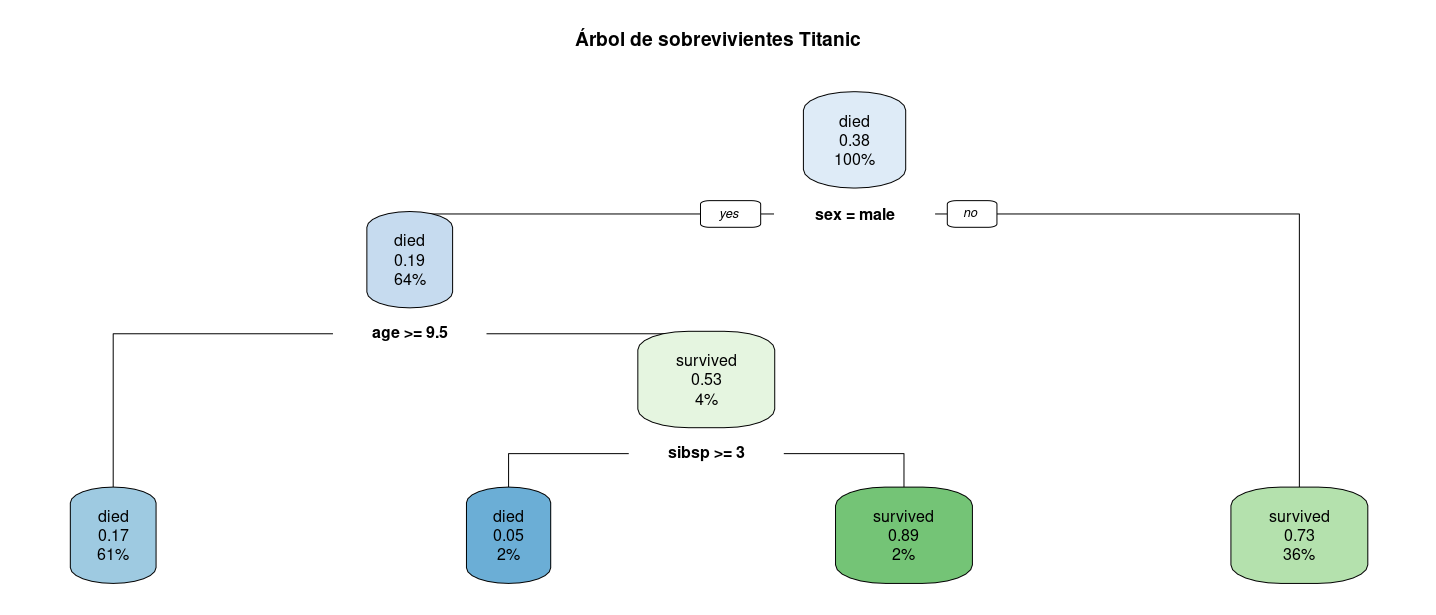 Árbol de sobrevivientes Titanic
died
0.38
100%
yes
sex = male
no
died
0.19
64%
age >= 9.5
survived
0.53
4%
sibsp >= 3
died
0.17
61%
died
0.05
2%
survived
0.89
2%
survived
0.73
36%